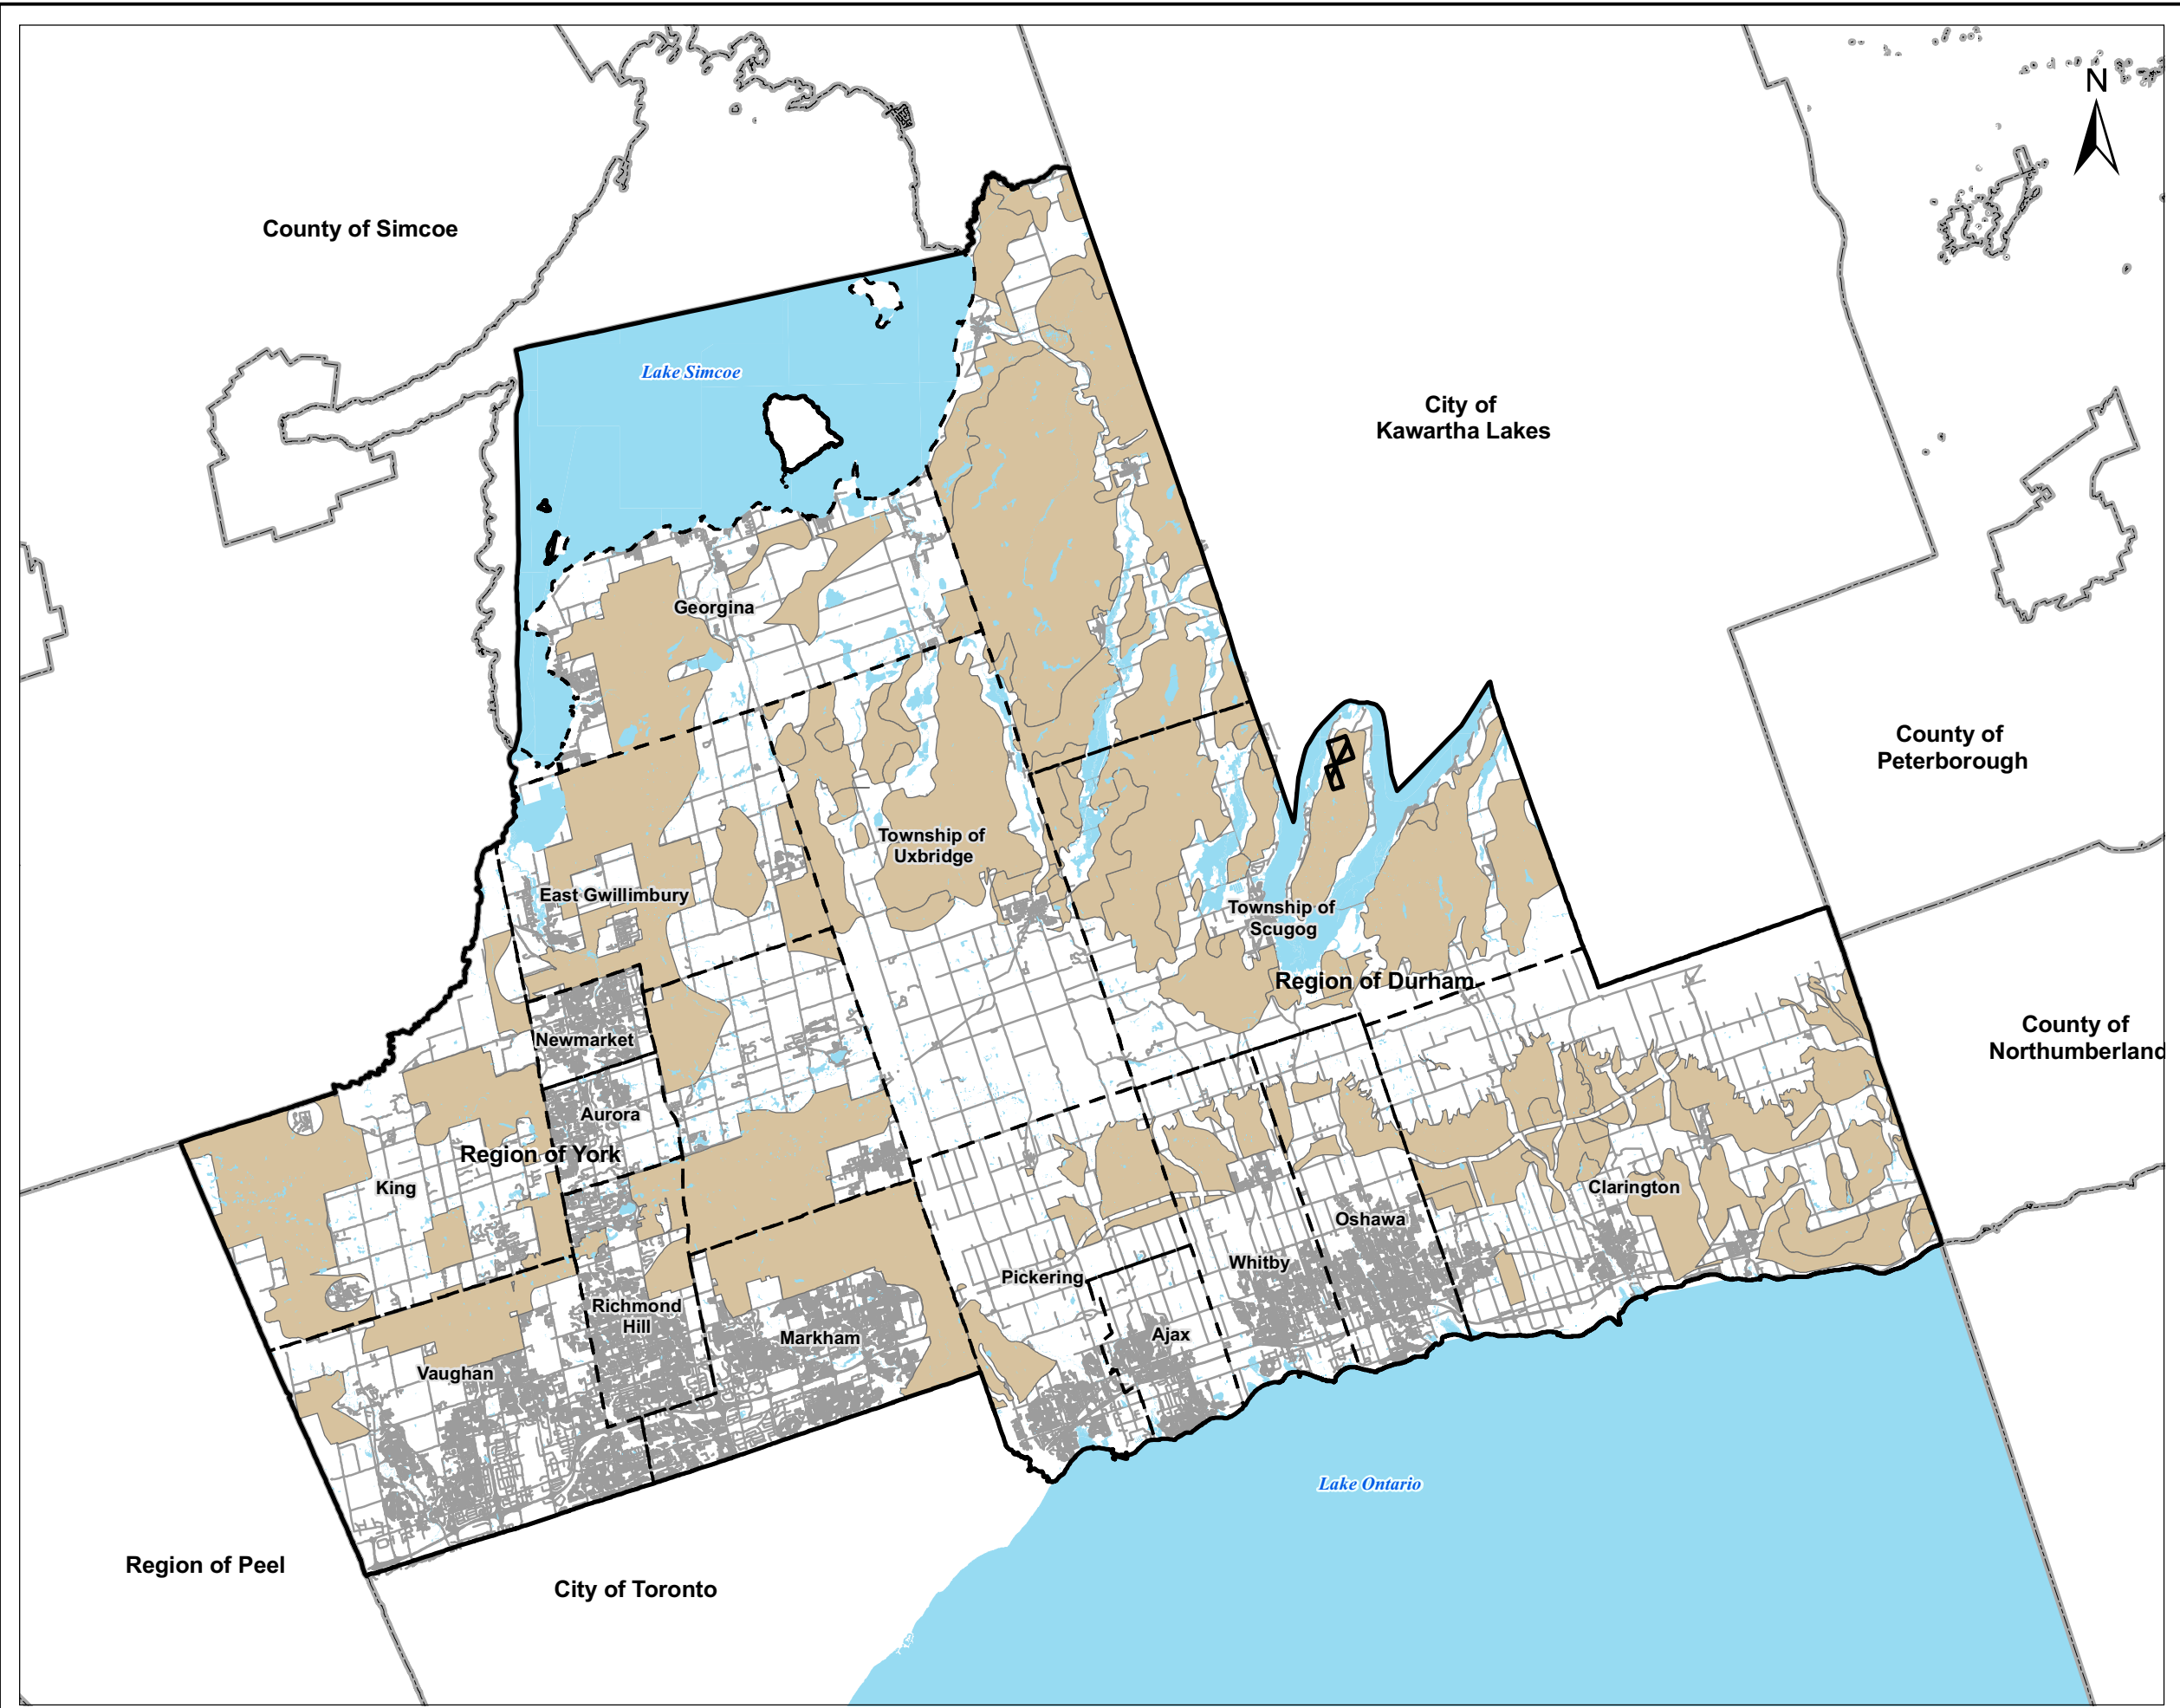 N
County of Simcoe
Lake Simcoe
City of
Kawartha Lakes
Georgina
County of
Peterborough
Township of
Uxbridge
East Gwillimbury
Township of
Scugog
Region of Durham
Newmarket
County of
Northumberland
Aurora
Region of York
King
Clarington
Oshawa
Whitby
Pickering
Richmond
Hill
Markham
Ajax
Vaughan
Lake Ontario
Region of Peel
City of Toronto